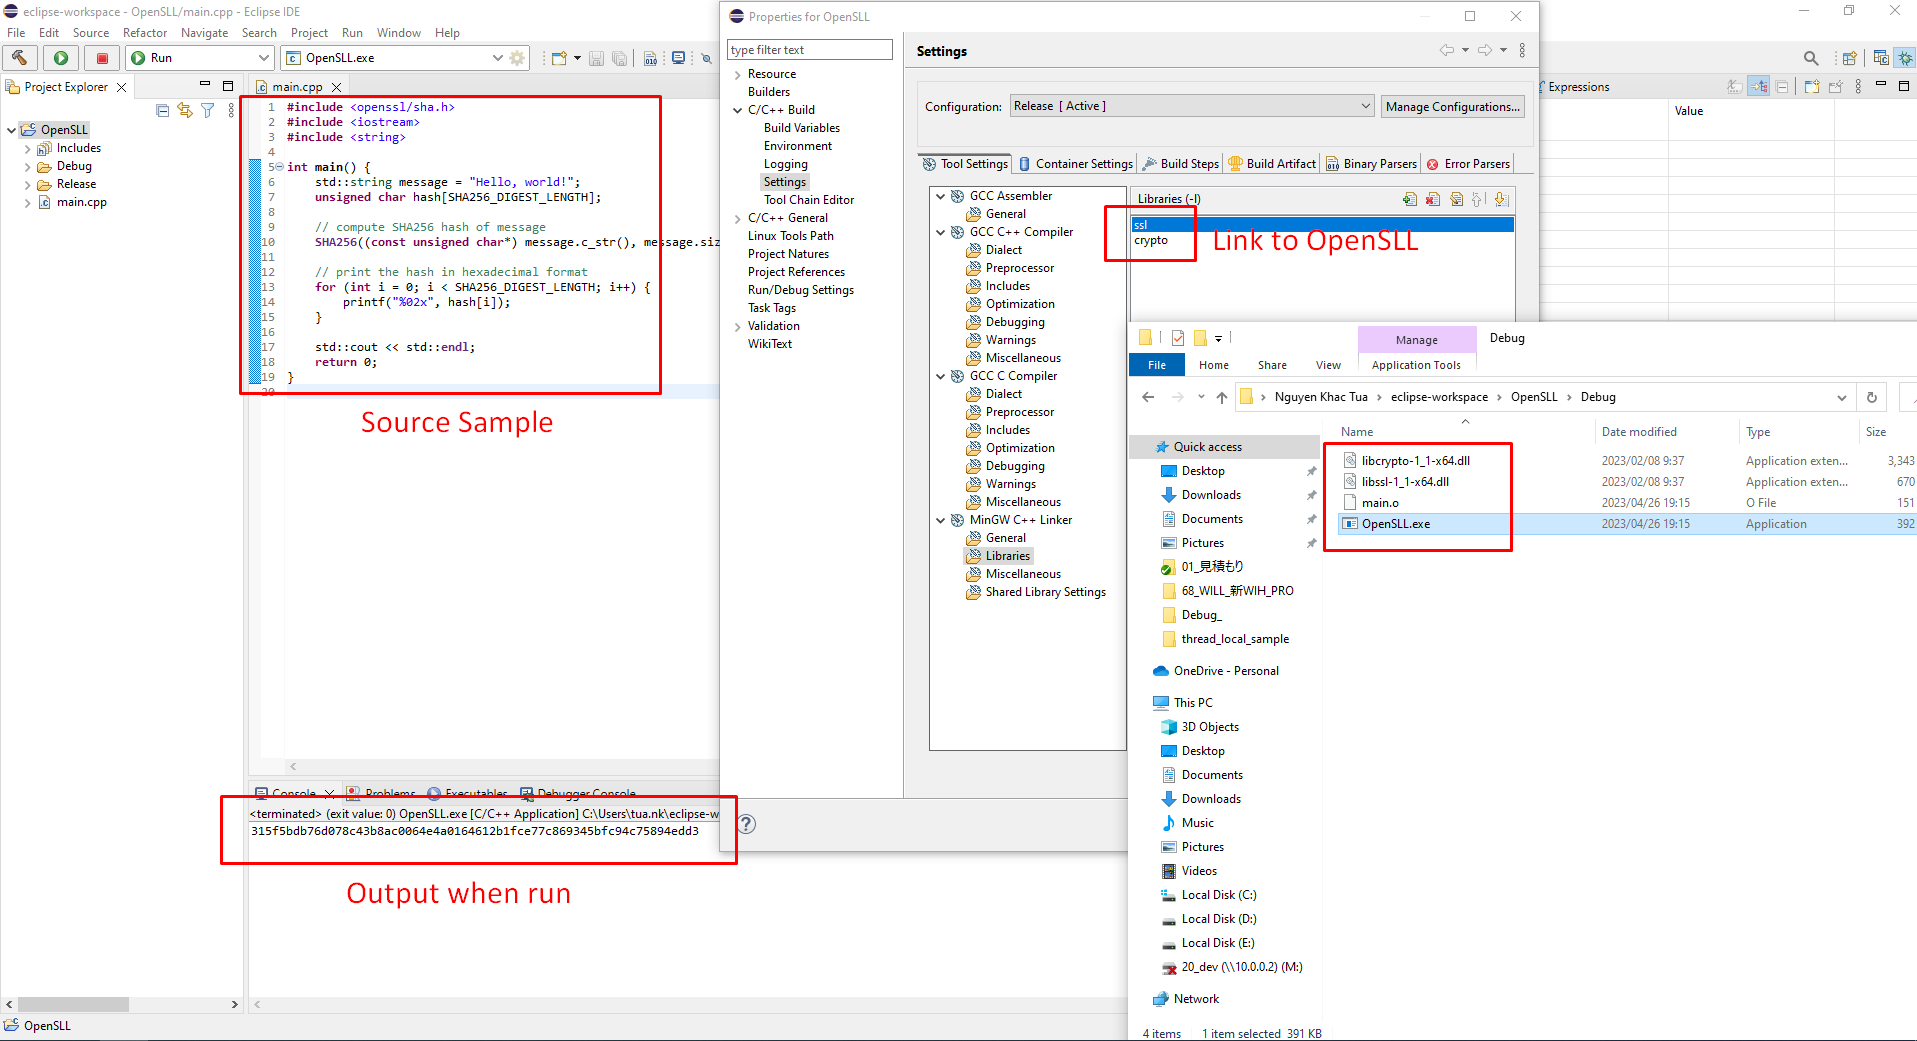 eclipse-workspace - OpenSLL/main.cpp - Eclipse IDE
File Edit Source Refactor Navigate Search Project Run Window Help
Run
OpenSLL.exe
Project Explorer
OpenSLL
Includes
Debug
Release
main.cpp
main.cpp
1 #include <openssl/sha.h>
2 #include <iostream>
3 #include <string>
4
5 int main() {
6 std::string message = "Hello, world!";
7 unsigned char hash[SHA256_DIGEST_LENGTH];
8
9 // compute SHA256 hash of message
10 SHA256((const unsigned char*) message.c_str(), message.siz
11
12 // print the hash in hexadecimal format
13 for (int i = 0; i < SHA256_DIGEST_LENGTH; i++) {
14 printf("%02x", hash[i]);
15 }
16
17 std::cout << std::endl;
18 return 0;
19 }
20
Source Sample
Console Problems Executables Debugger Console
<terminated> (exit value: 0) OpenSLL.exe [C/C++ Application] C:\Users\tua.nk\eclipse-w
315f5bdb76d078c43b8ac0064e4a0164612b1fce77c869345bfc94c75894edd3
Output when run
OpenSLL
Properties for OpenSLL
type filter text
Resource
Builders
C/C++ Build
Build Variables
Environment
Logging
Settings
Tool Chain Editor
C/C++ General
Linux Tools Path
Project Natures
Project References
Run/Debug Settings
Task Tags
Validation
WikiText
Settings
Configuration: Release [ Active ] Manage Configurations...
Tool Settings Container Settings Build Steps Build Artifact Binary Parsers Error Parsers
GCC Assembler
General
GCC C++ Compiler
Dialect
Preprocessor
Includes
Optimization
Debugging
Warnings
Miscellaneous
GCC C Compiler
Dialect
Preprocessor
Includes
Optimization
Debugging
Warnings
Miscellaneous
MinGW C++ Linker
General
Libraries
Miscellaneous
Shared Library Settings
Libraries (-l)
ssl
crypto
Link to OpenSLL
Expressions
Value
Manage Debug
File Home Share View Application Tools
Nguyen Khac Tua > eclipse-workspace > OpenSLL > Debug
Quick access
Desktop
Downloads
Documents
Pictures
01_見積もり
68_WILL_新WIH_PRO
Debug_
thread_local_sample
OneDrive - Personal
This PC
3D Objects
Desktop
Documents
Downloads
Music
Pictures
Videos
Local Disk (C:)
Local Disk (D:)
Local Disk (E:)
20_dev (\\10.0.0.2) (M:)
Network
Name Date modified Type Size
libcrypto-1_1-x64.dll 2023/02/08 9:37 Application exten... 3,343
libssl-1_1-x64.dll 2023/02/08 9:37 Application exten... 670
main.o 2023/04/26 19:15 O File 151
OpenSLL.exe 2023/04/26 19:15 Application 392
4 items 1 item selected 391 KB